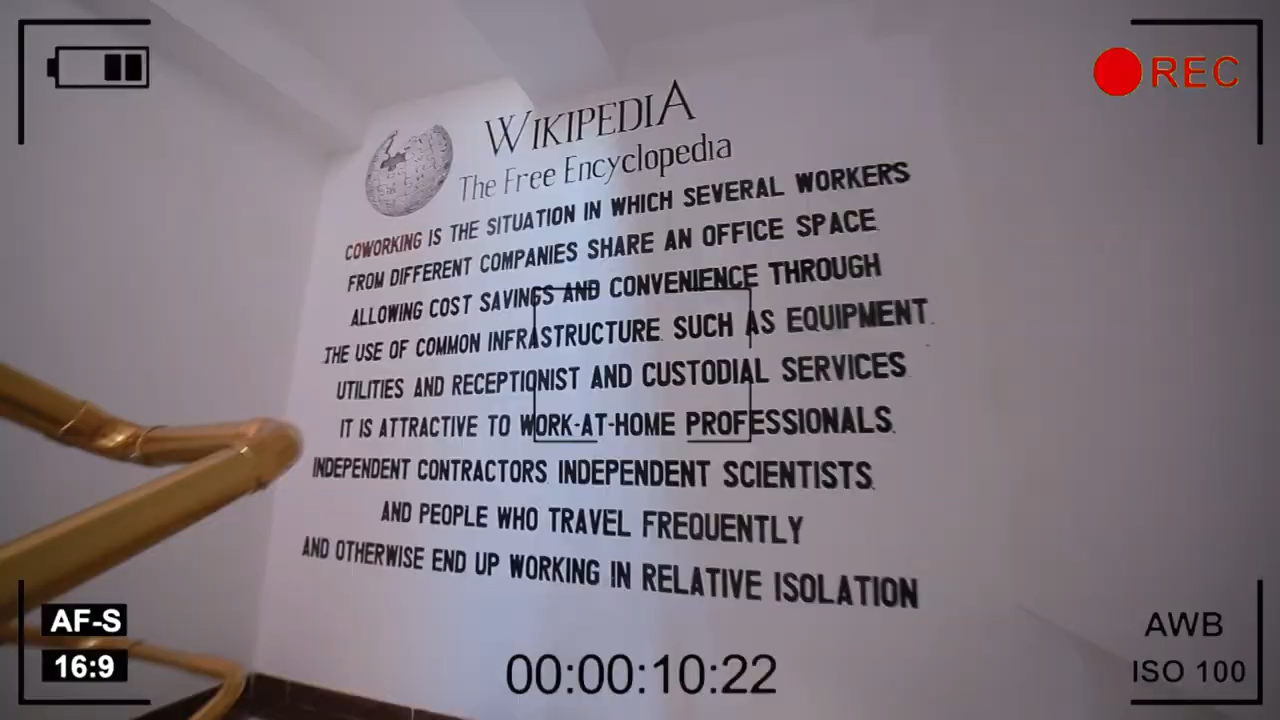 REC
WIKIPEDIA
The Free Encyclopedia
COWORKING IS THE SITUATION IN WHICH SEVERAL WORKERS
FROM DIFFERENT COMPANIES SHARE AN OFFICE SPACE,
ALLOWING COST SAVINGS AND CONVENIENCE THROUGH
THE USE OF COMMON INFRASTRUCTURE, SUCH AS EQUIPMENT,
UTILITIES AND RECEPTIONIST AND CUSTODIAL SERVICES
IT IS ATTRACTIVE TO WORK-AT-HOME PROFESSIONALS,
INDEPENDENT CONTRACTORS, INDEPENDENT SCIENTISTS,
AND PEOPLE WHO TRAVEL FREQUENTLY
AND OTHERWISE END UP WORKING IN RELATIVE ISOLATION
AF-S
16:9
00:00:10:22
AWB
ISO 100